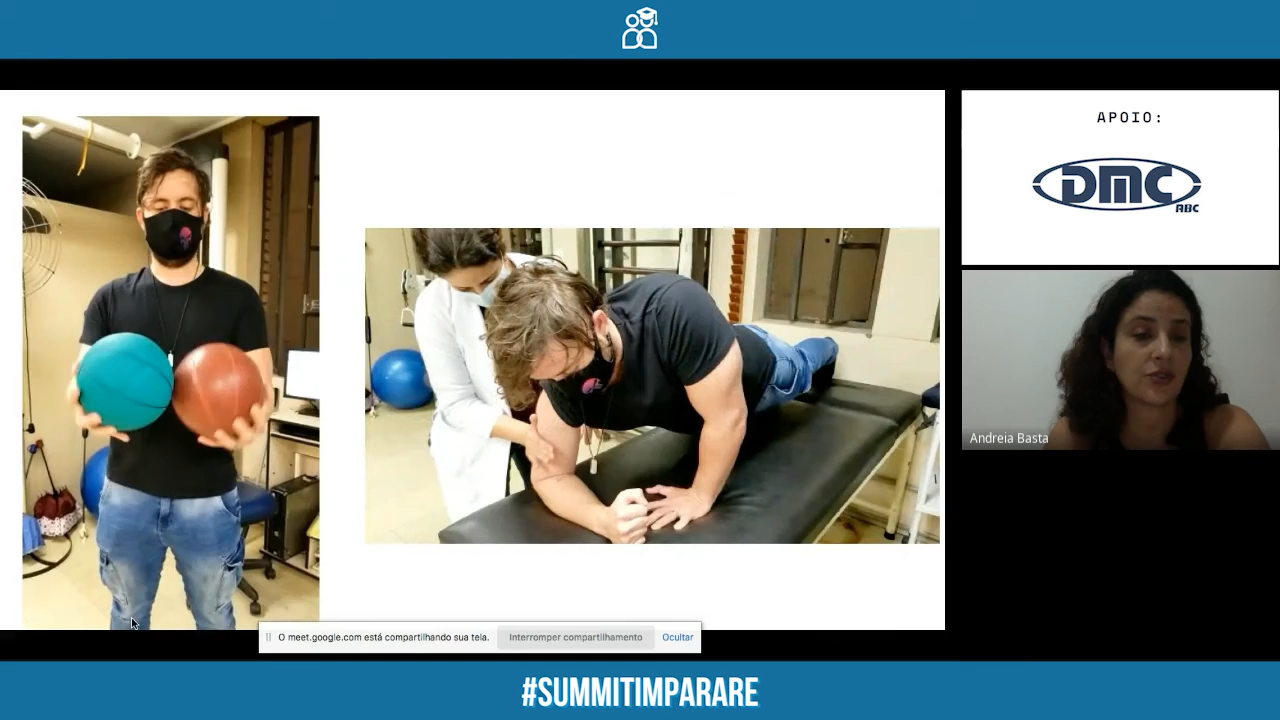 APOIO:
DMC
ABC
Andreia Basta
O meet.google.com está compartilhando sua tela.
Interromper compartilhamento
Ocultar
#SUMMITIMPARARE